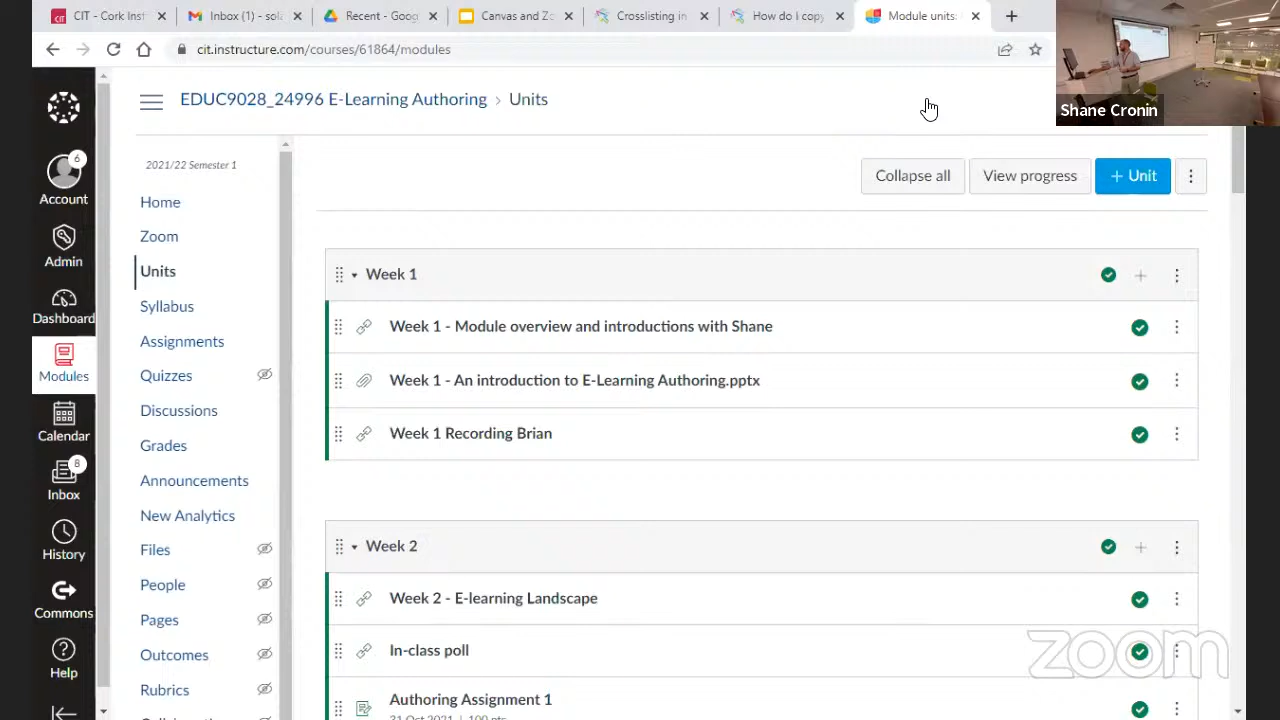 CIT - Cork Inst
Inbox (1) - sola
Recent - Goog
Canvas and Zo
Crosslisting in
How do I copy
Module units:
cit.instructure.com/courses/61864/modules
Shane Cronin
EDUC9028_24996 E-Learning Authoring > Units
6
Account
Admin
Dashboard
Modules
Calendar
8
Inbox
History
Commons
Help
2021/22 Semester 1
Home
Zoom
Units
Syllabus
Assignments
Quizzes
Discussions
Grades
Announcements
New Analytics
Files
People
Pages
Outcomes
Rubrics
Collapse all
View progress
+ Unit
Week 1
Week 1 - Module overview and introductions with Shane
Week 1 - An introduction to E-Learning Authoring.pptx
Week 1 Recording Brian
Week 2
Week 2 - E-learning Landscape
In-class poll
Authoring Assignment 1
31 Oct 2021 | 100 pts
zoom